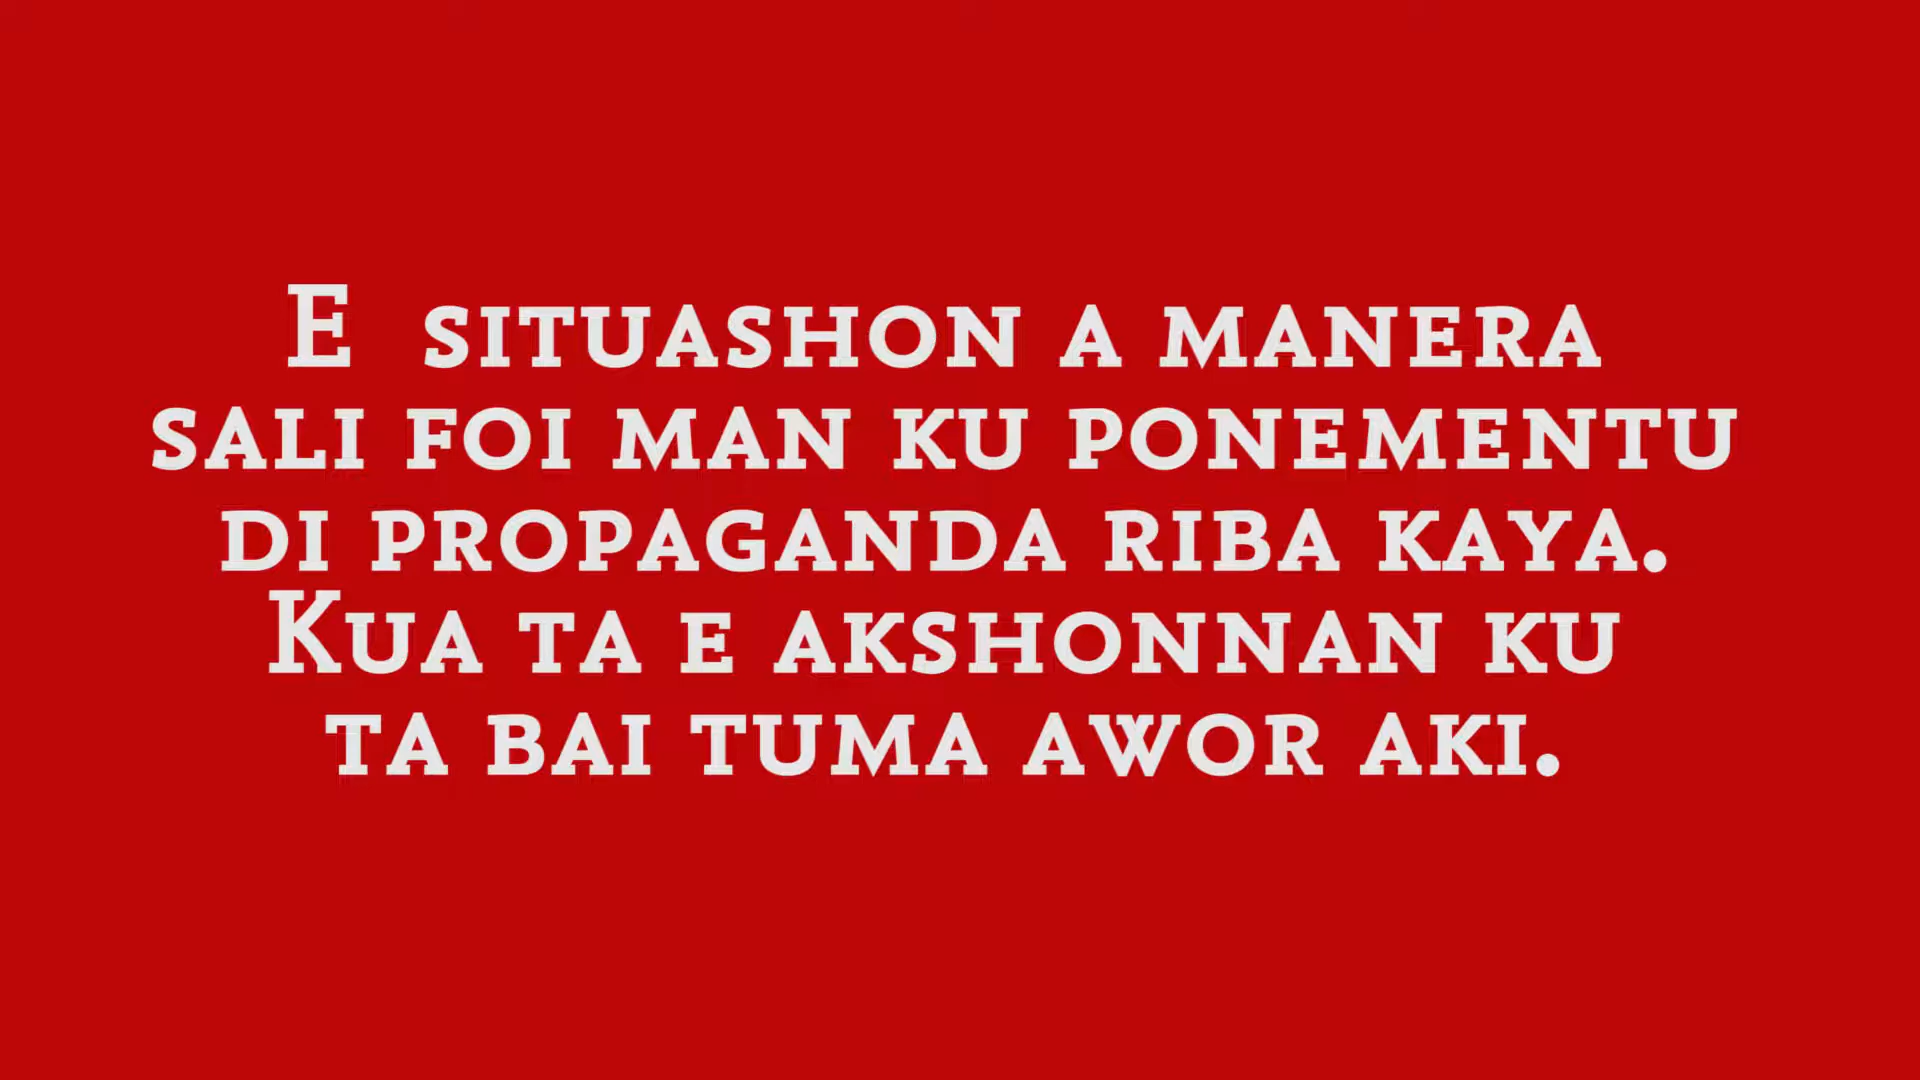 E situashon a manera
sali foi man ku ponementu
di propaganda riba kaya.
Kua ta e akshonnan ku
ta bai tuma awor aki.